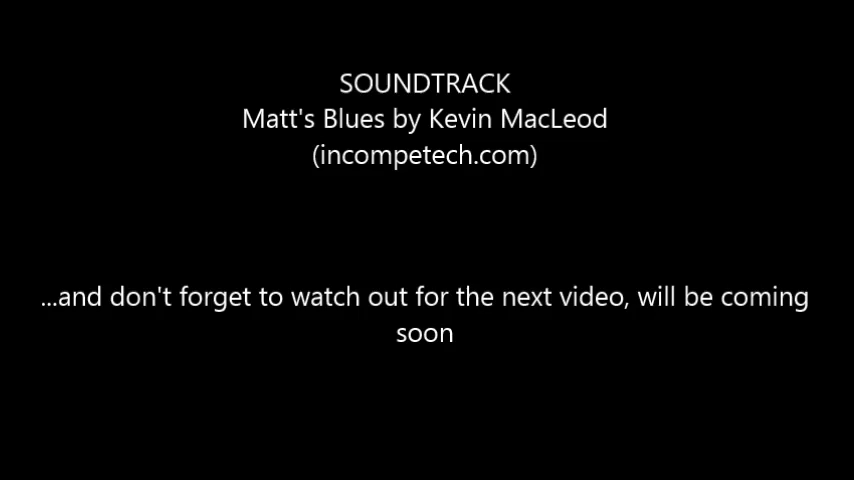 SOUNDTRACK
Matt's Blues by Kevin MacLeod
(incompetech.com)
...and don't forget to watch out for the next video, will be coming
soon